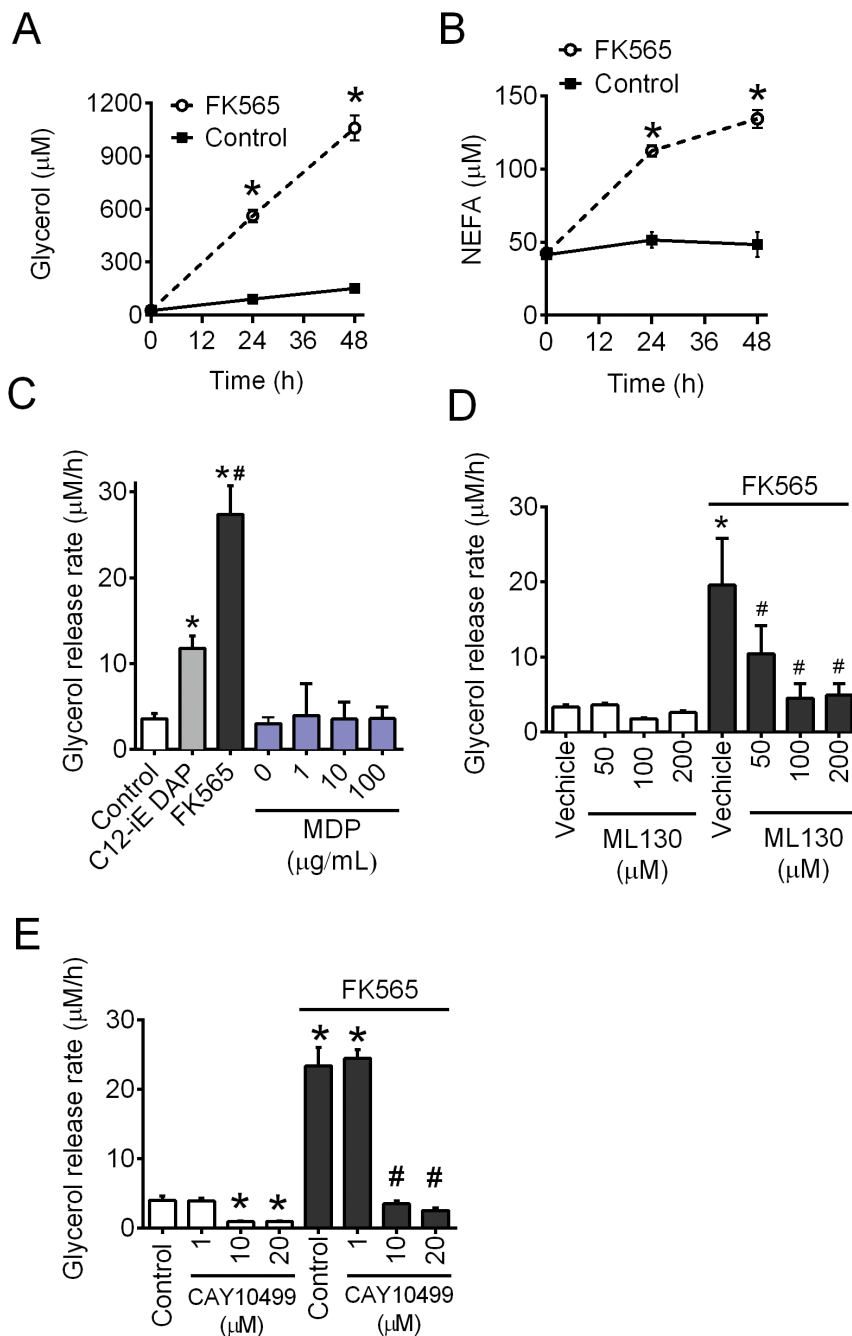 A
FK565
Control
Glycerol (μM)
1200
900
600
300
0
*
*
0 12 24 36 48
Time (h)
B
FK565
Control
NEFA (μM)
150
100
50
0
*
*
0 12 24 36 48
Time (h)
C
Glycerol release rate (μM/h)
30
20
10
0
*
*#
Control
C12-iE DAP
FK565
0 1 10 100
MDP
(μg/mL)
D
Glycerol release rate (μM/h)
FK565
30
20
10
0
*
#
#
#
Vechicle 50 100 200 Vechicle 50 100 200
ML130 ML130
(μM) (μM)
E
Glycerol release rate (μM/h)
FK565
30
20
10
0
* * * * # #
Control 1 10 20 Control 1 10 20
CAY10499 CAY10499
(μM) (μM)